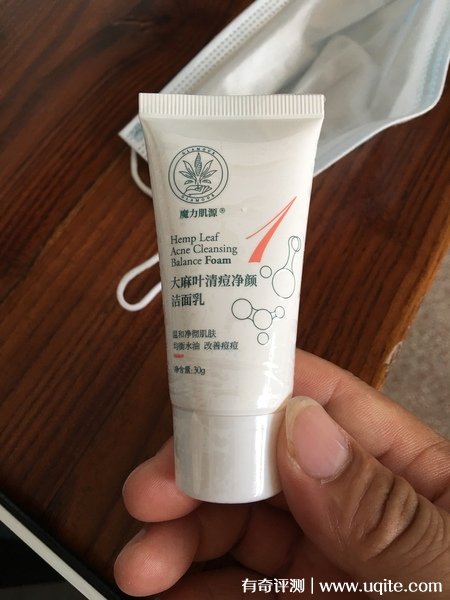 GLAMOUR
GLAMOUR
魔力肌源®
Hemp Leaf
Acne Cleansing
Balance Foam
1
大麻叶清痘净颜
洁面乳
温和净彻肌肤
均衡水油 改善痘痘
净含量:30g
有奇评测 | www.uqite.com